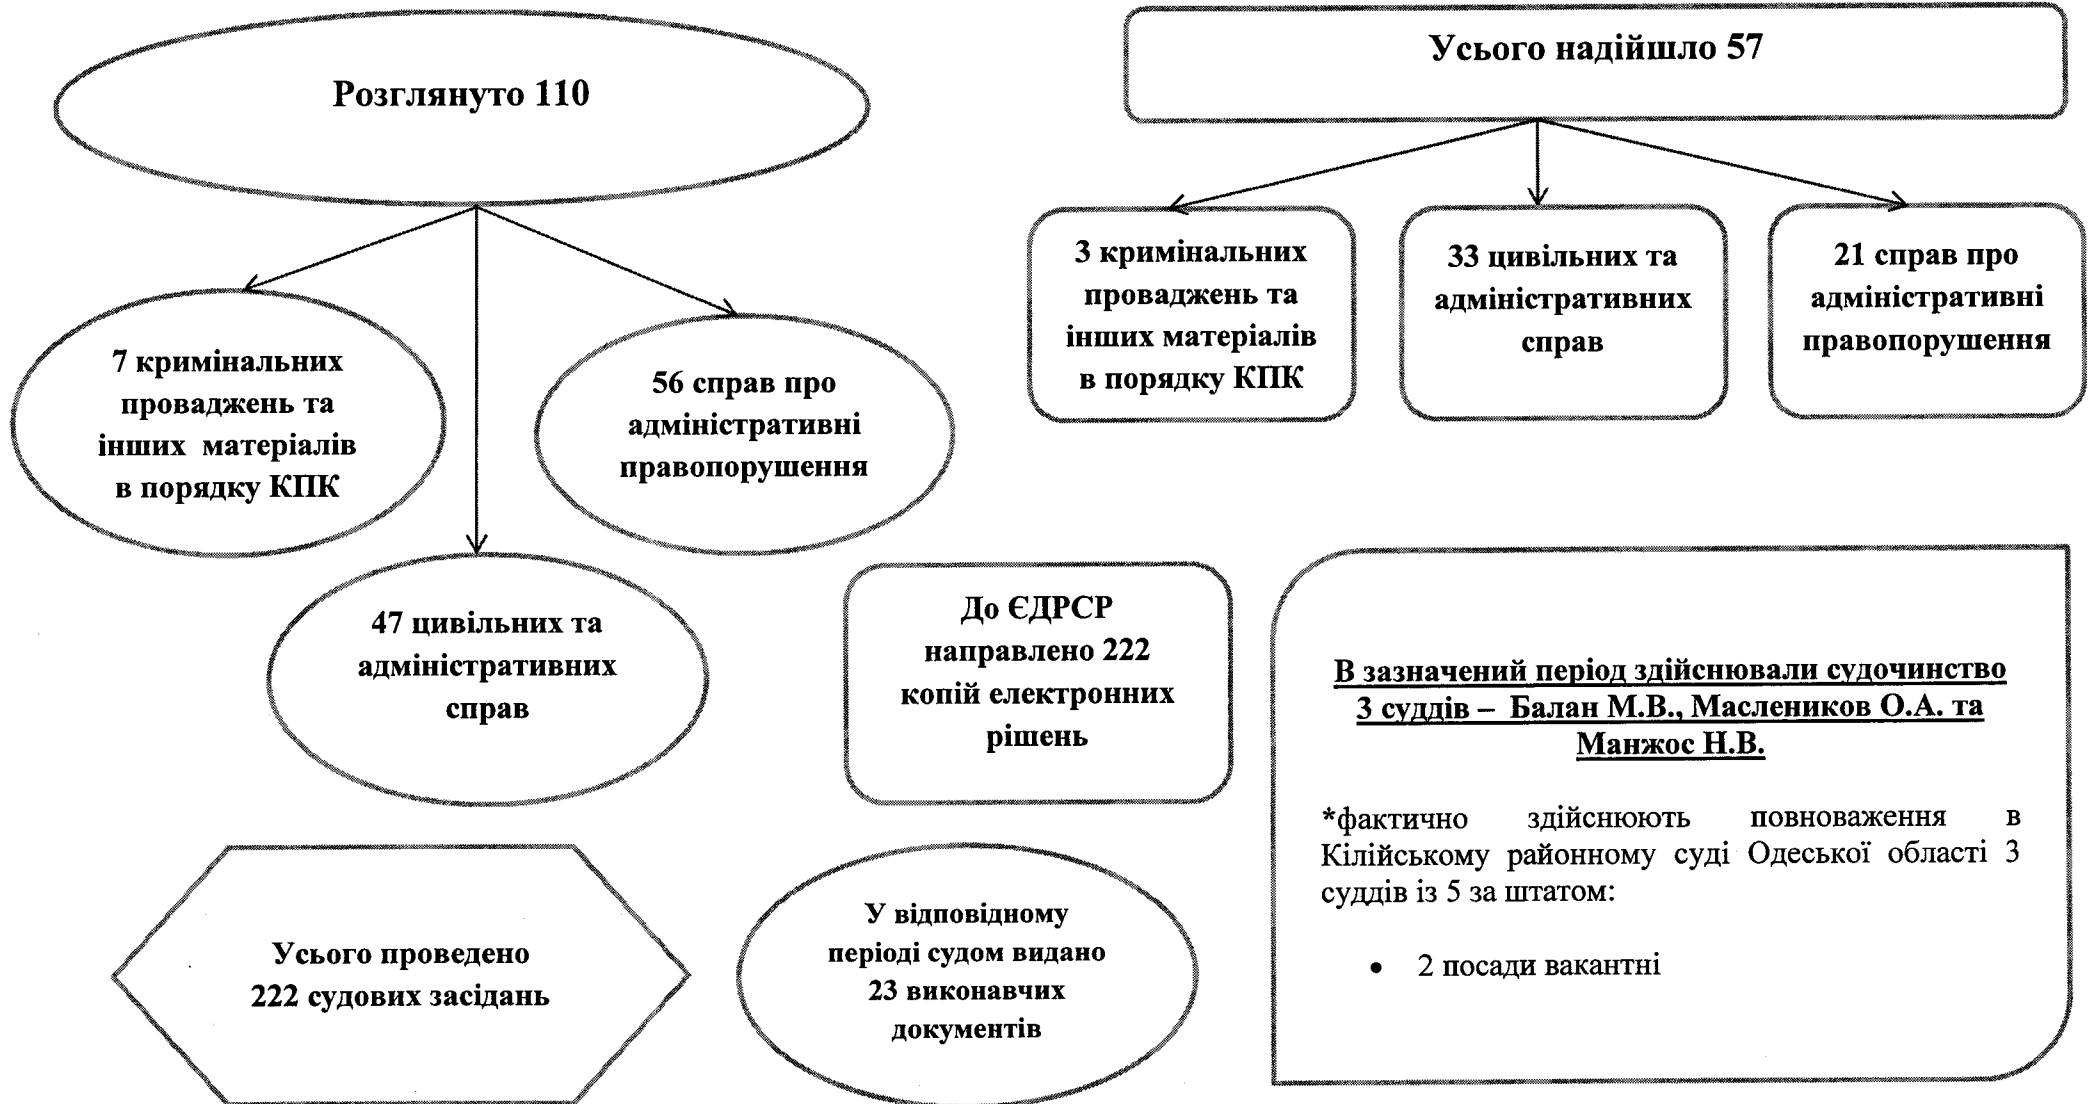 Розглянуто 110
7 кримінальних
проваджень та
інших матеріалів
в порядку КПК
56 справ про
адміністративні
правопорушення
47 цивільних та
адміністративних
справ
Усього надійшло 57
3 кримінальних
проваджень та
інших матеріалів
в порядку КПК
33 цивільних та
адміністративних
справ
21 справ про
адміністративні
правопорушення
До ЄДРСР
направлено 222
копій електронних
рішень
В зазначений період здійснювали судочинство
3 суддів – Балан М.В., Маслеников О.А. та
Манжос Н.В.
*фактично здійснюють повноваження в
Кілійському районному суді Одеської області 3
суддів із 5 за штатом:
• 2 посади вакантні
Усього проведено
222 судових засідань
У відповідному
періоді судом видано
23 виконавчих
документів